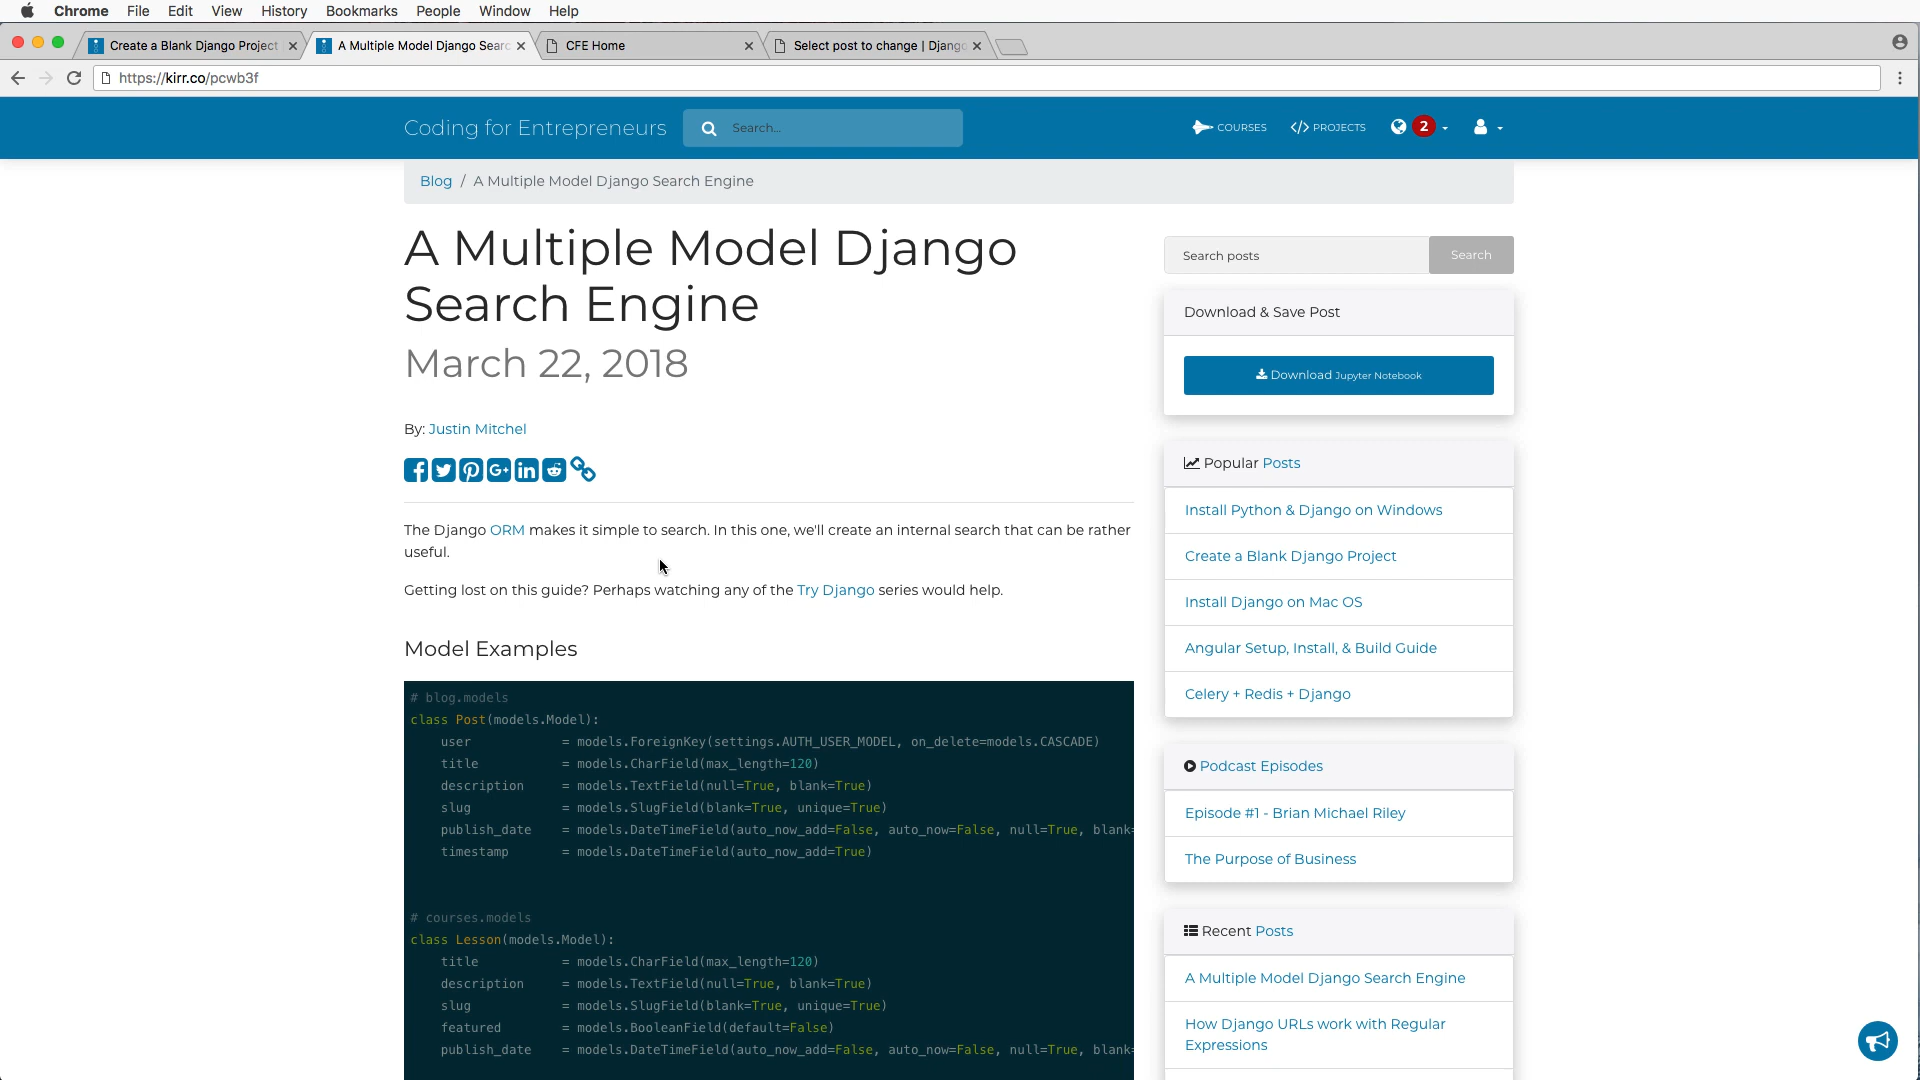 Chrome File Edit View History Bookmarks People Window Help
Create a Blank Django Project
A Multiple Model Django Searc
CFE Home
Select post to change | Django
https://kirr.co/pcwb3f
Coding for Entrepreneurs
Search...
COURSES
PROJECTS
2
Blog / A Multiple Model Django Search Engine
A Multiple Model Django
Search Engine
March 22, 2018
By: Justin Mitchel
The Django ORM makes it simple to search. In this one, we'll create an internal search that can be rather
useful.
Getting lost on this guide? Perhaps watching any of the Try Django series would help.
Model Examples
# blog.models
class Post(models.Model):
    user            = models.ForeignKey(settings.AUTH_USER_MODEL, on_delete=models.CASCADE)
    title           = models.CharField(max_length=120)
    description     = models.TextField(null=True, blank=True)
    slug            = models.SlugField(blank=True, unique=True)
    publish_date    = models.DateTimeField(auto_now_add=False, auto_now=False, null=True, blank=
    timestamp       = models.DateTimeField(auto_now_add=True)
# courses.models
class Lesson(models.Model):
    title           = models.CharField(max_length=120)
    description     = models.TextField(null=True, blank=True)
    slug            = models.SlugField(blank=True, unique=True)
    featured        = models.BooleanField(default=False)
    publish_date    = models.DateTimeField(auto_now_add=False, auto_now=False, null=True, blank=
Search posts
Search
Download & Save Post
Download Jupyter Notebook
Popular Posts
Install Python & Django on Windows
Create a Blank Django Project
Install Django on Mac OS
Angular Setup, Install, & Build Guide
Celery + Redis + Django
Podcast Episodes
Episode #1 - Brian Michael Riley
The Purpose of Business
Recent Posts
A Multiple Model Django Search Engine
How Django URLs work with Regular
Expressions